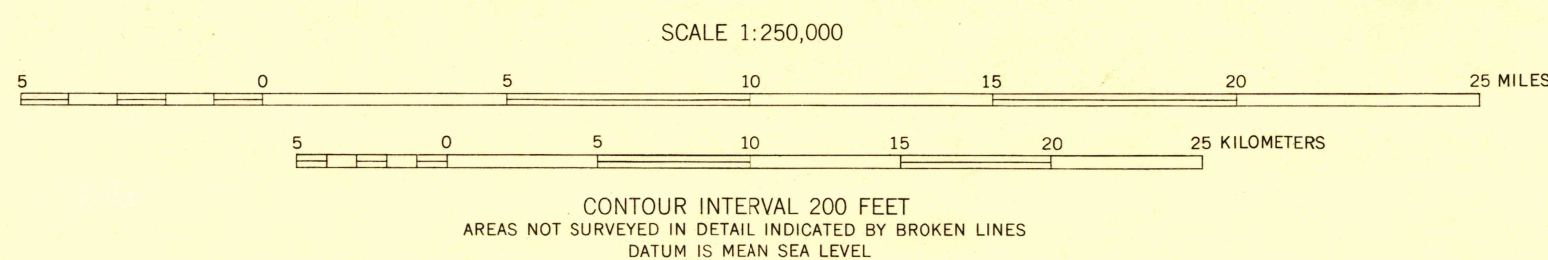 SCALE 1:250,000
5 0 5 10 15 20 25 MILES
5 0 5 10 15 20 25 KILOMETERS
CONTOUR INTERVAL 200 FEET
AREAS NOT SURVEYED IN DETAIL INDICATED BY BROKEN LINES
DATUM IS MEAN SEA LEVEL